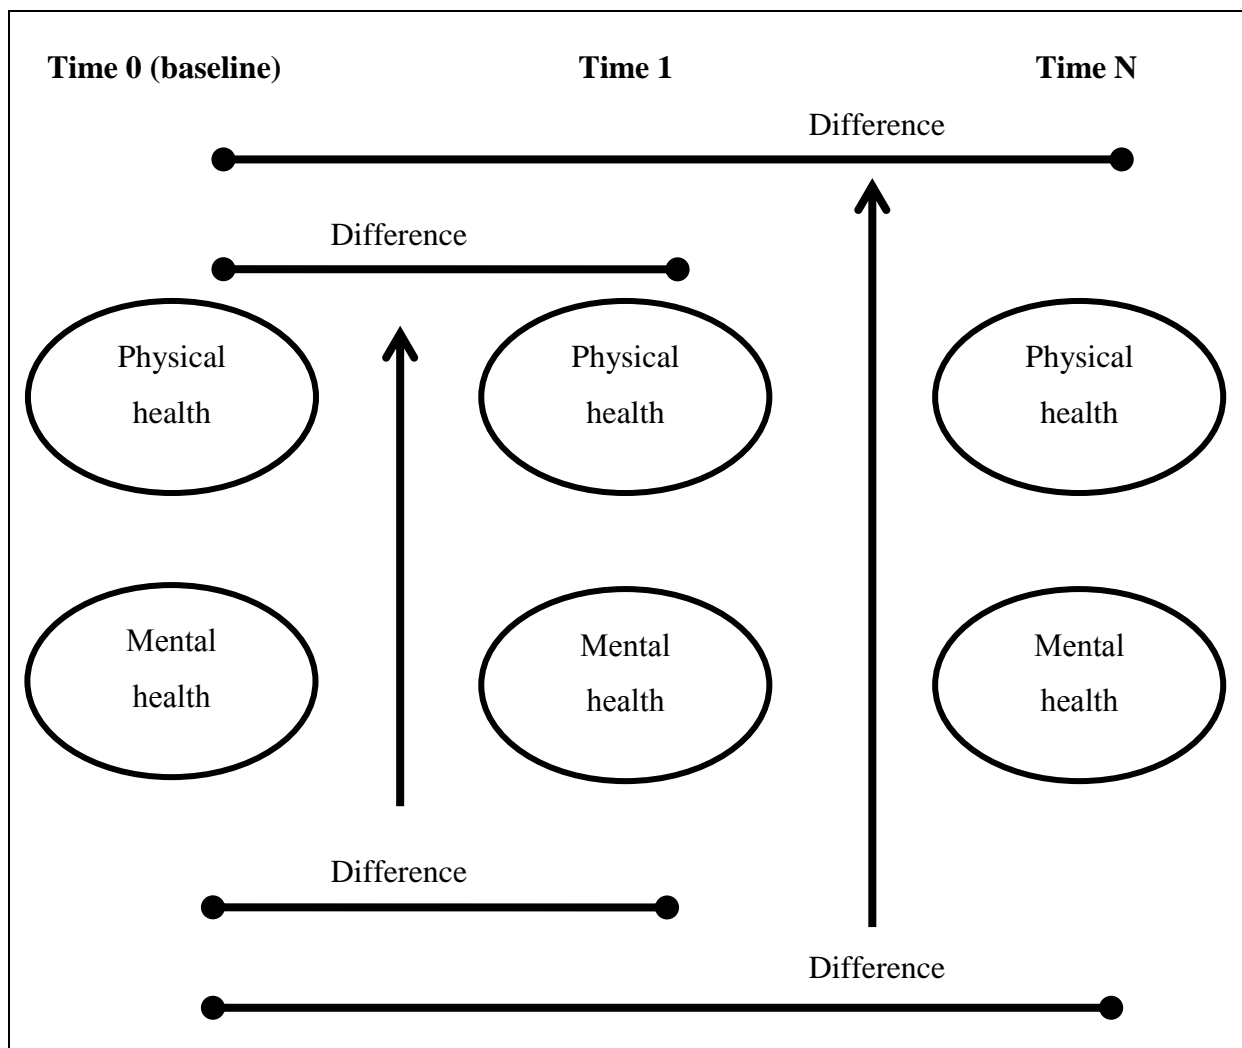 Time 0 (baseline) Time 1 Time N
Difference
Difference
Physical Physical Physical
health health health
Mental Mental Mental
health health health
Difference
Difference